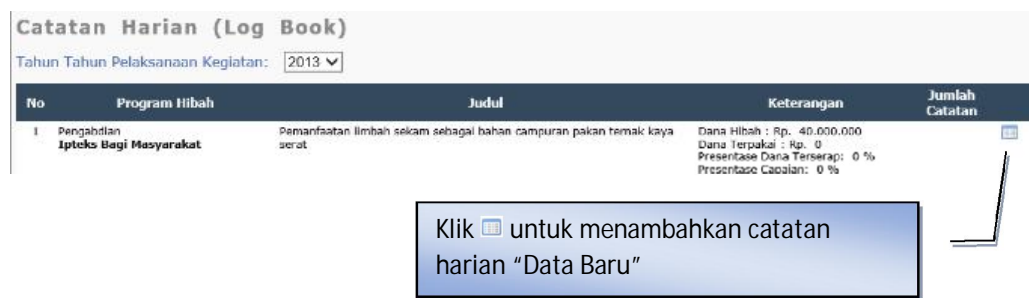 Catatan Harian (Log Book)
Tahun Tahun Pelaksanaan Kegiatan: 2013
No Program Hibah Judul Keterangan Jumlah Catatan
1 Pengabdian Pemanfaatan limbah sekam sebagai bahan campuran pakan ternak kaya Dana Hibah : Rp. 40.000.000
Ipteks Bagi Masyarakat serat Dana Terpakai : Rp. 0
Presentase Dana Terserap: 0 %
Presentase Capaian: 0 %
Klik untuk menambahkan catatan
harian “Data Baru”